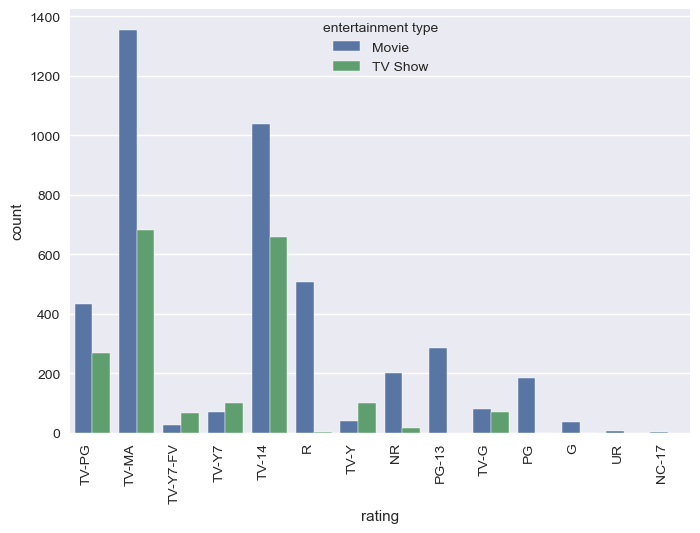 entertainment type
Movie
TV Show
1400
1200
1000
800
600
400
200
0
count
TV-PG
TV-MA
TV-Y7-FV
TV-Y7
TV-14
R
TV-Y
NR
PG-13
TV-G
PG
G
UR
NC-17
rating